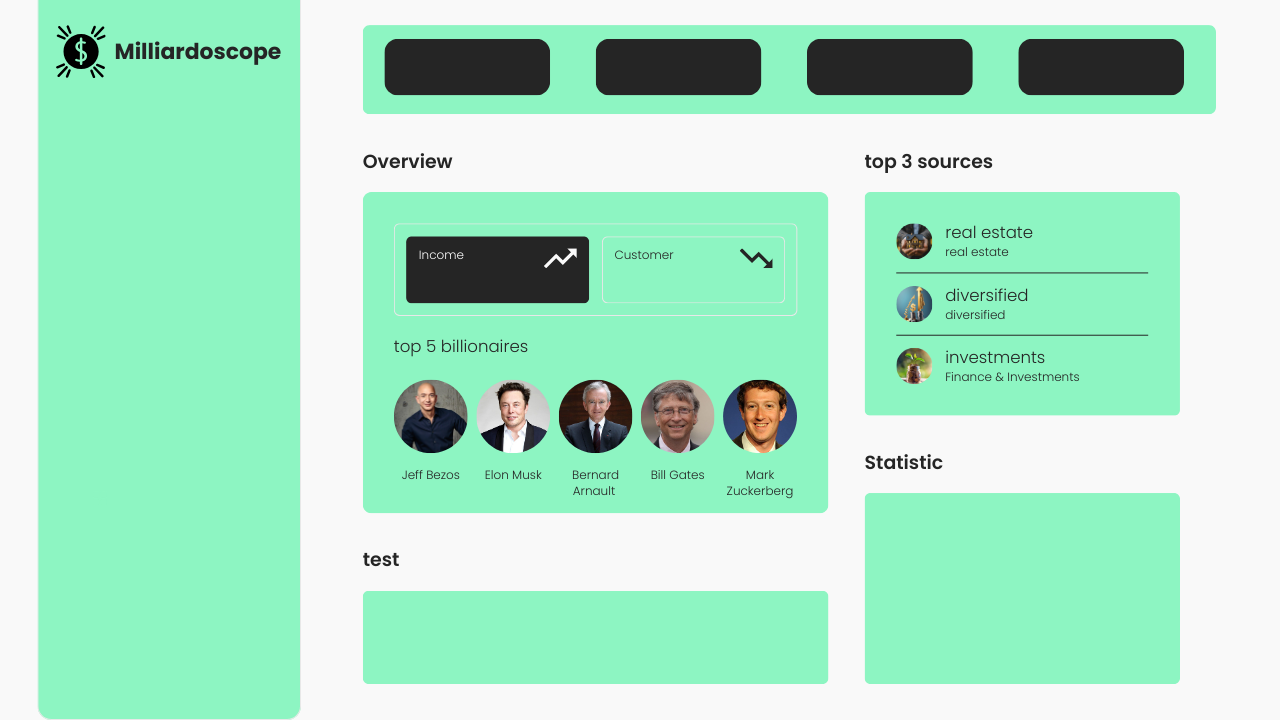 Milliardoscope
Overview
Income
Customer
top 5 billionaires
Jeff Bezos
Elon Musk
Bernard
Arnault
Bill Gates
Mark
Zuckerberg
test
top 3 sources
real estate
real estate
diversified
diversified
investments
Finance & Investments
Statistic